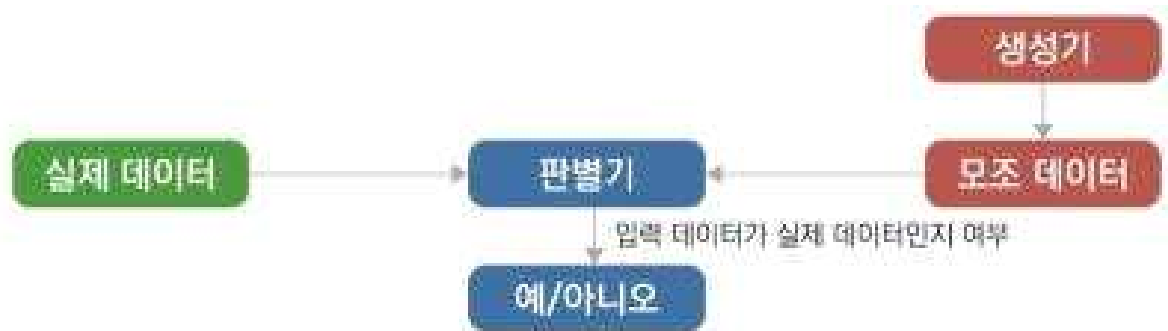 생성기
실제 데이터
판별기
모조 데이터
입력 데이터가 실제 데이터인지 여부
예/아니오